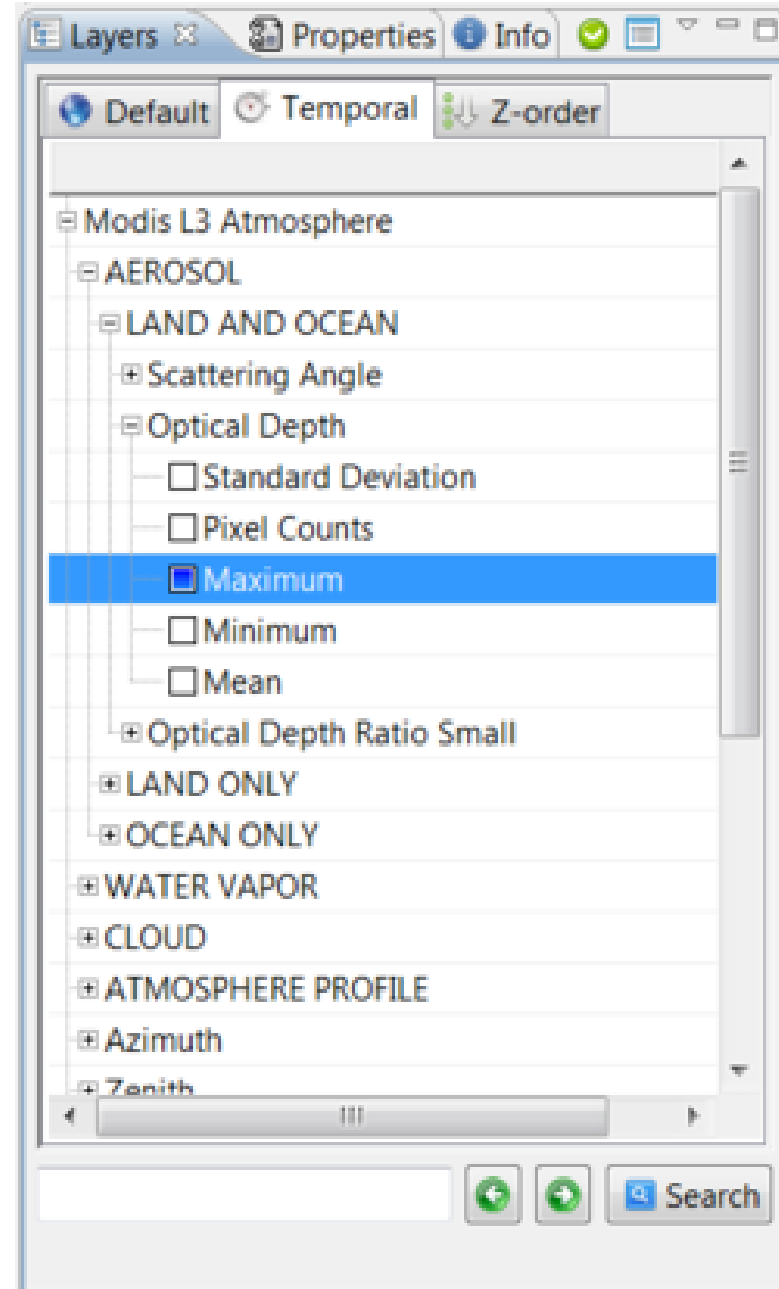 Layers Properties Info
Default Temporal Z-order
Modis L3 Atmosphere
AEROSOL
LAND AND OCEAN
Scattering Angle
Optical Depth
Standard Deviation
Pixel Counts
Maximum
Minimum
Mean
Optical Depth Ratio Small
LAND ONLY
OCEAN ONLY
WATER VAPOR
CLOUD
ATMOSPHERE PROFILE
Azimuth
Zenith
Search